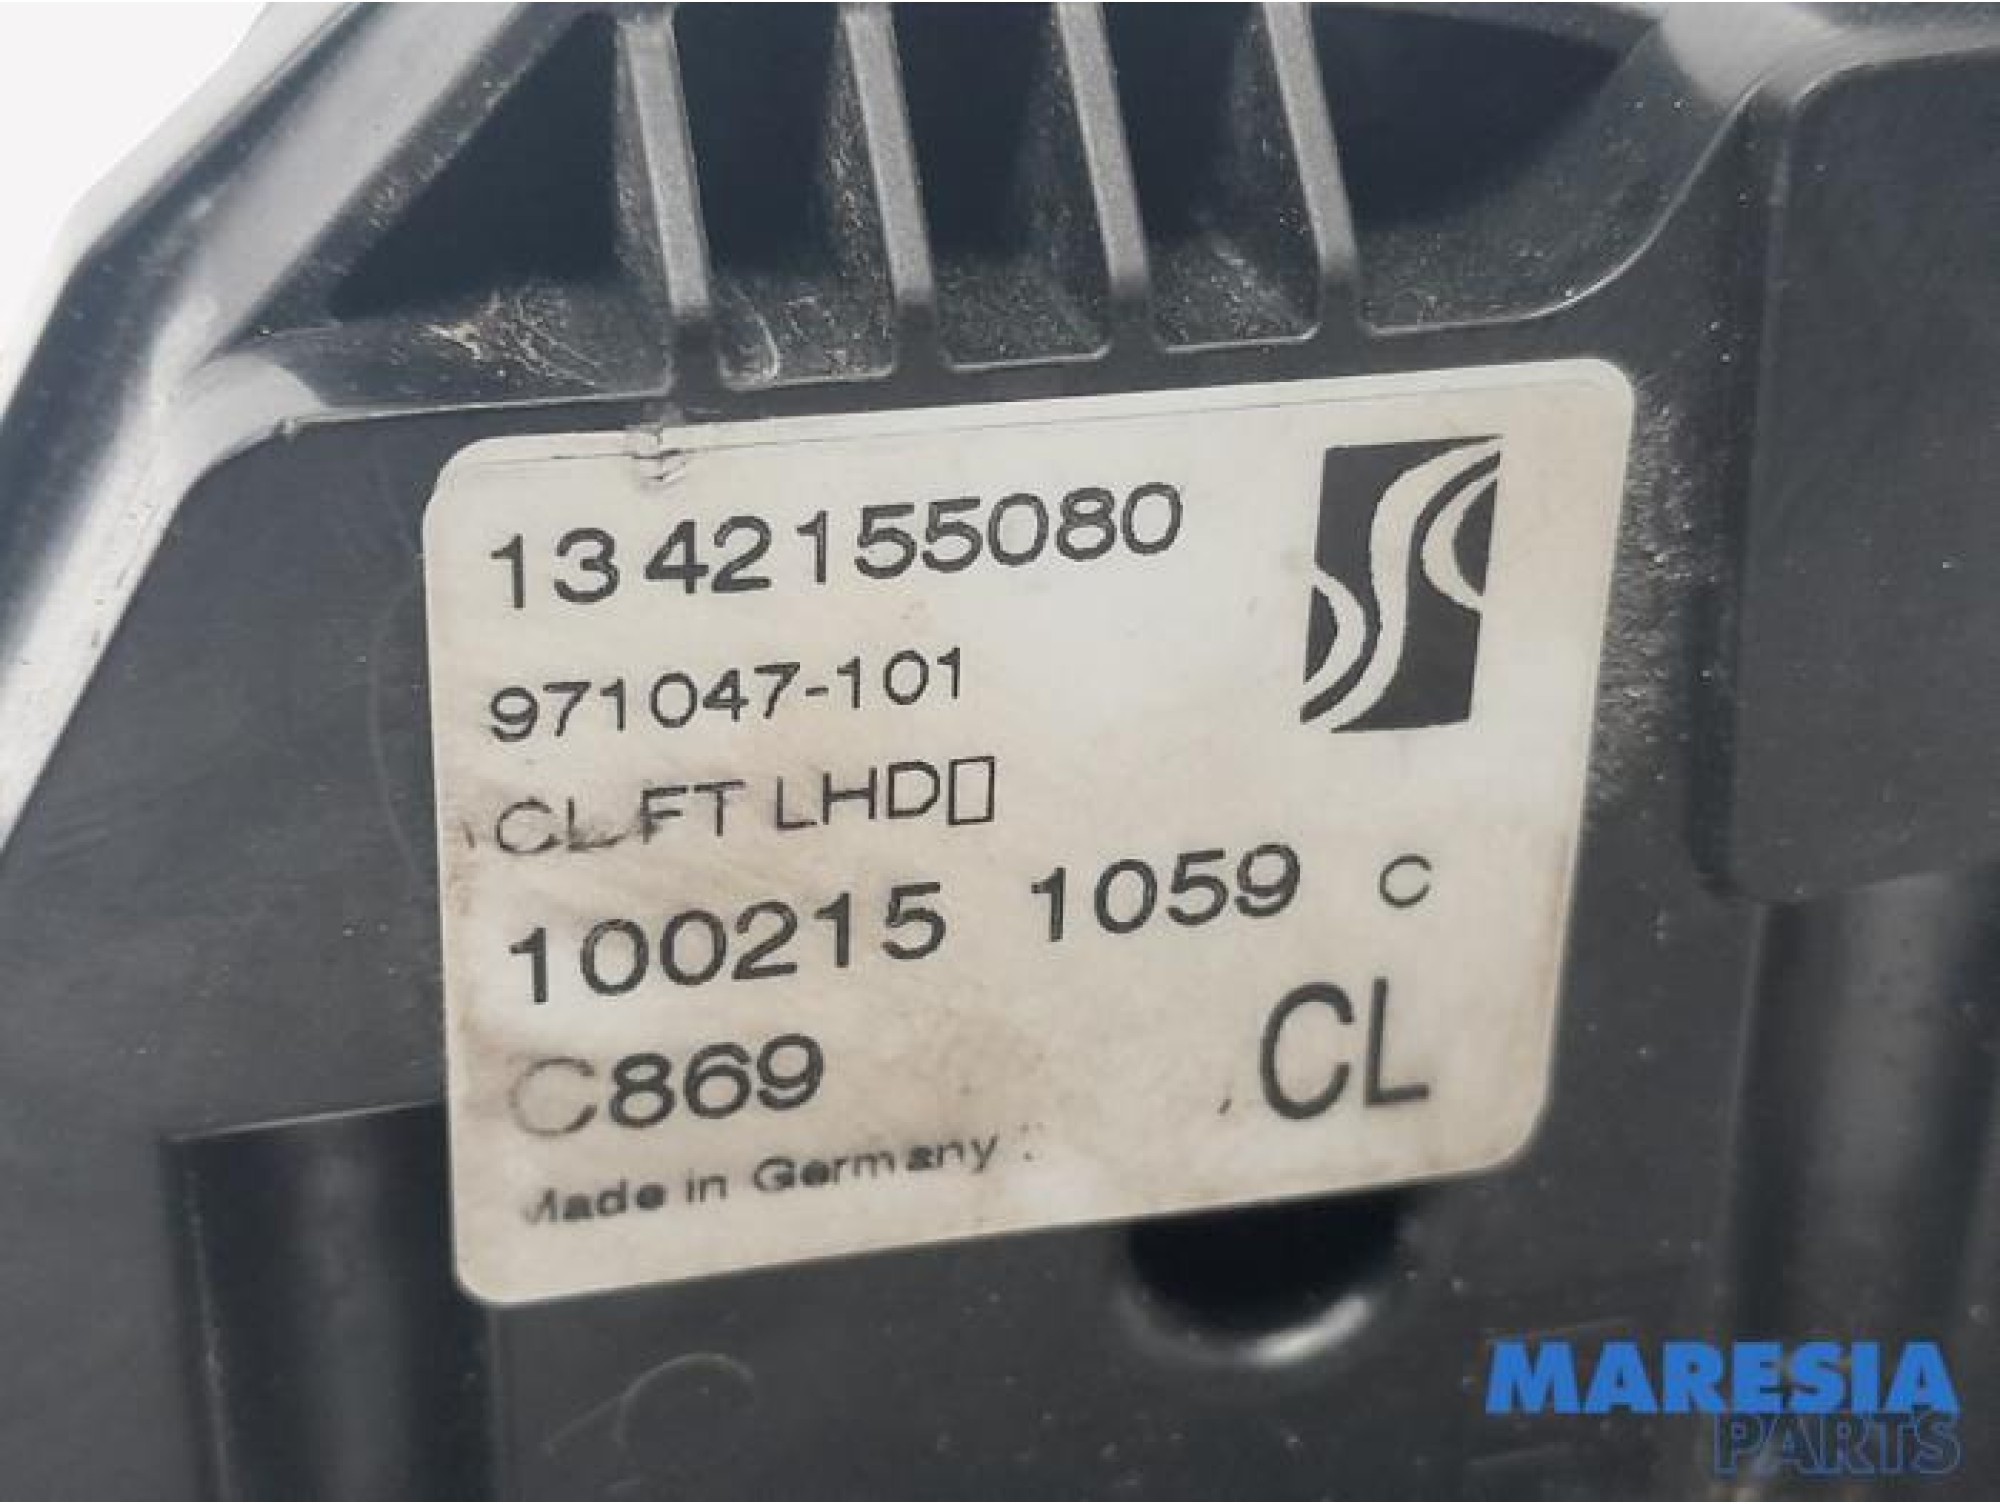 1342155080
971047-101
CL FT LHD▯
100215 1059 C
C869 CL
Made in Germany
MARESIA
PARTS